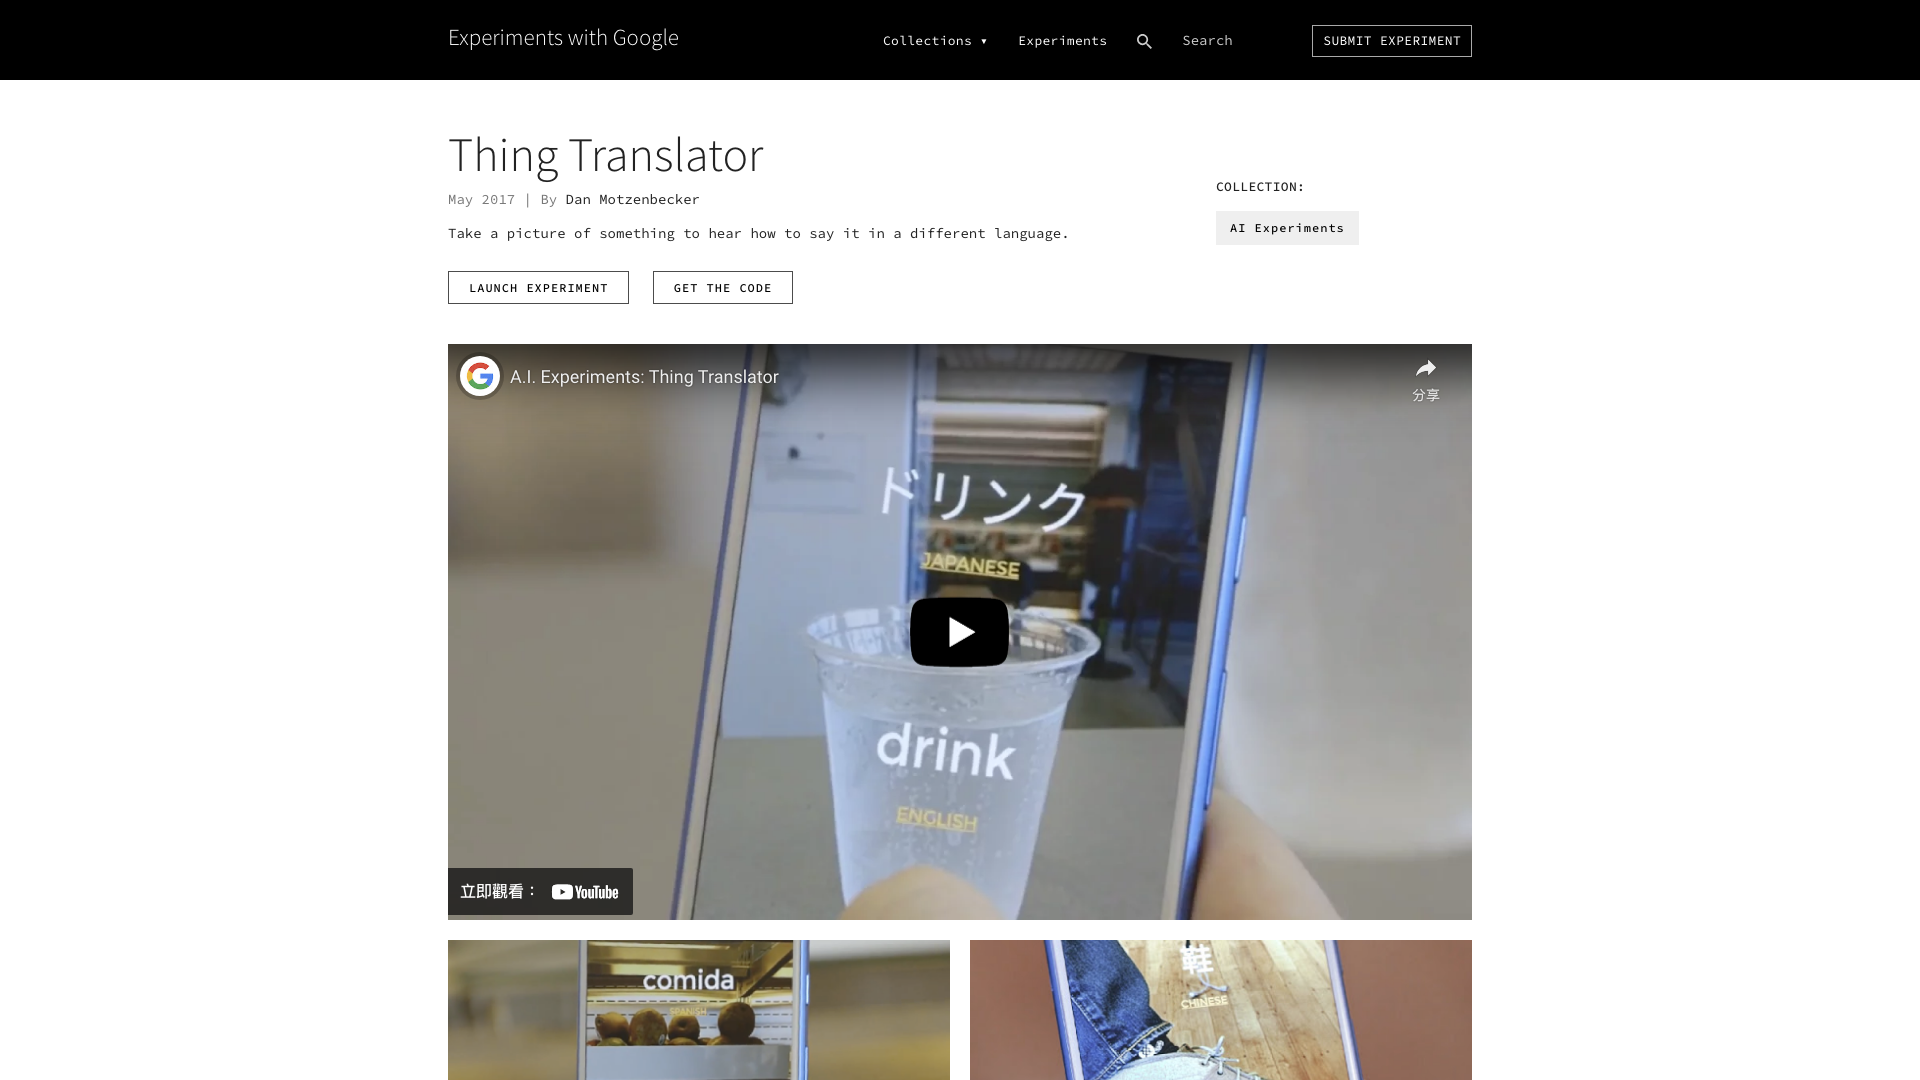 Experiments with Google
Collections ▾
Experiments
Search
SUBMIT EXPERIMENT
Thing Translator
May 2017 | By Dan Motzenbecker
Take a picture of something to hear how to say it in a different language.
COLLECTION:
AI Experiments
LAUNCH EXPERIMENT
GET THE CODE
A.I. Experiments: Thing Translator
分享
ドリンク
JAPANESE
drink
ENGLISH
立即觀看：
YouTube
comida
SPANISH
鞋
CHINESE